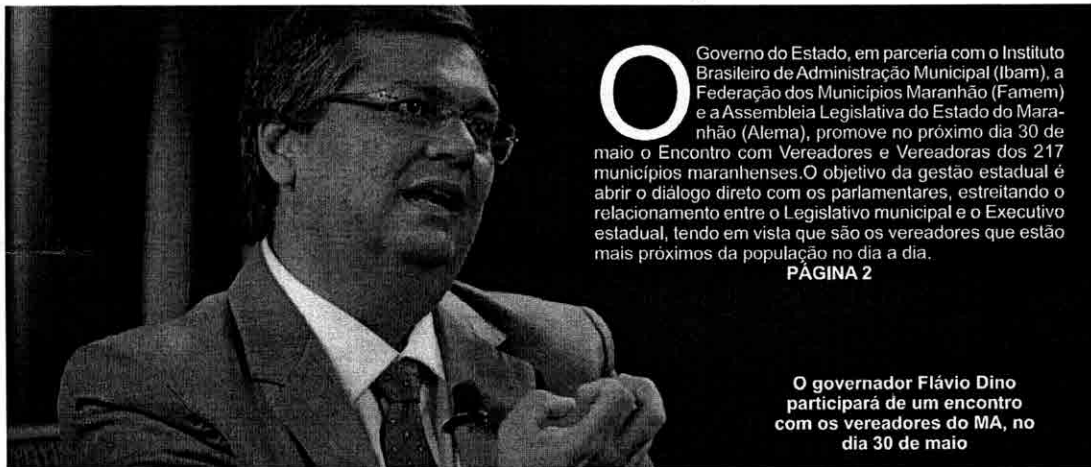 O Governo do Estado, em parceria com o Instituto
Brasileiro de Administração Municipal (Ibam), a
Federação dos Municípios Maranhão (Famem)
e a Assembleia Legislativa do Estado do Mara-
nhão (Alema), promove no próximo dia 30 de
maio o Encontro com Vereadores e Vereadoras dos 217
municípios maranhenses.O objetivo da gestão estadual é
abrir o diálogo direto com os parlamentares, estreitando o
relacionamento entre o Legislativo municipal e o Executivo
estadual, tendo em vista que são os vereadores que estão
mais próximos da população no dia a dia.
PÁGINA 2
O governador Flávio Dino
participará de um encontro
com os vereadores do MA, no
dia 30 de maio